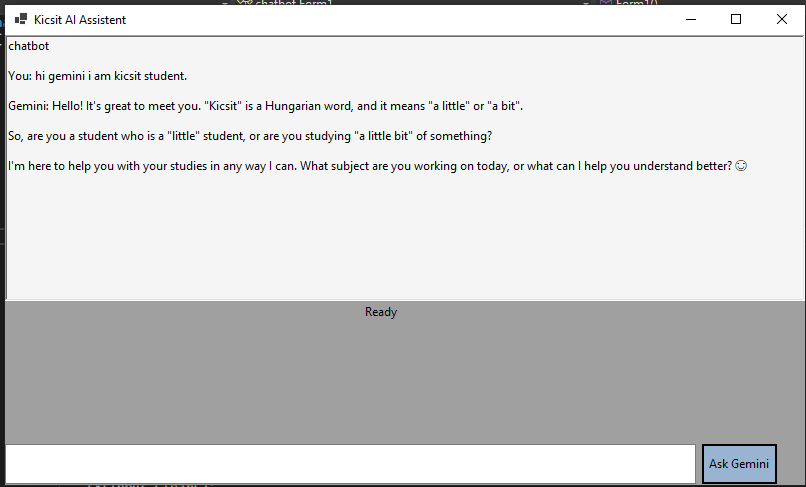 chatbot.Form1
Form1()
Kicsit AI Assistent
chatbot
You: hi gemini i am kicsit student.
Gemini: Hello! It's great to meet you. "Kicsit" is a Hungarian word, and it means "a little" or "a bit".
So, are you a student who is a "little" student, or are you studying "a little bit" of something?
I'm here to help you with your studies in any way I can. What subject are you working on today, or what can I help you understand better? 😊
Ready
Ask Gemini